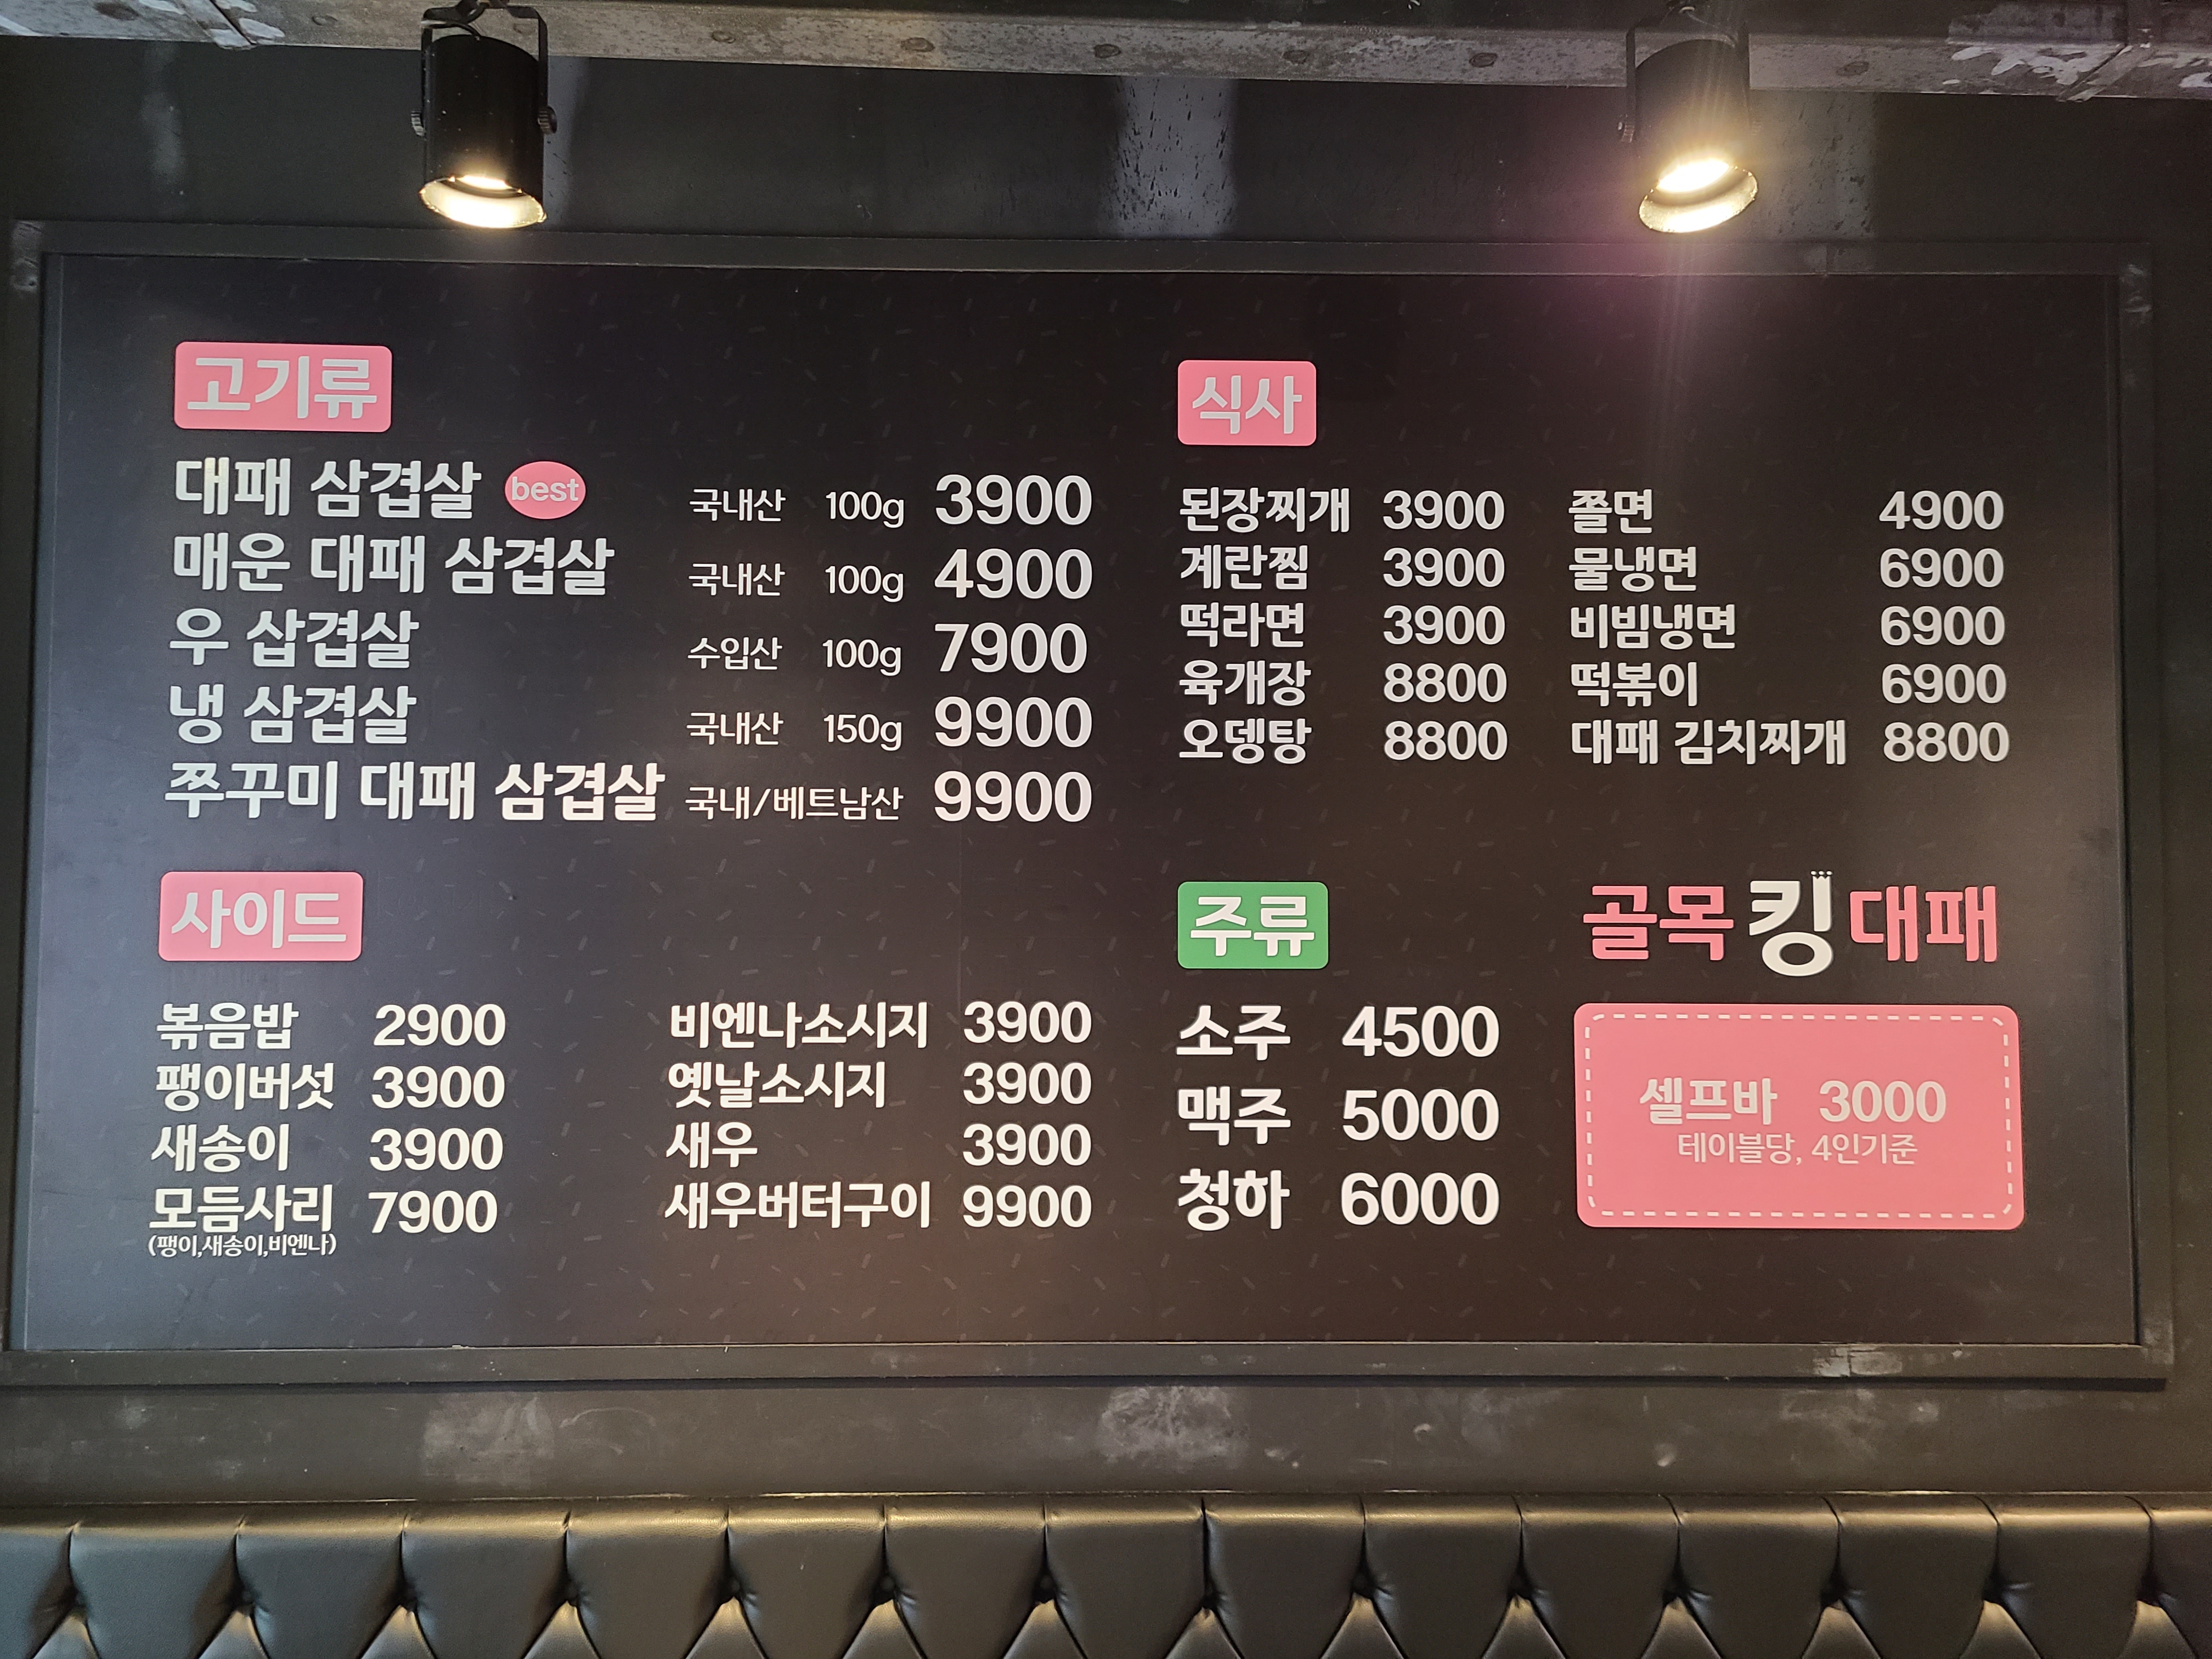 고기류
대패 삼겹살 best 국내산 100g 3900
매운 대패 삼겹살 국내산 100g 4900
우 삽겹살 수입산 100g 7900
냉 삼겹살 국내산 150g 9900
쭈꾸미 대패 삼겹살 국내/베트남산 9900
식사
된장찌개 3900 쫄면 4900
계란찜 3900 물냉면 6900
떡라면 3900 비빔냉면 6900
육개장 8800 떡볶이 6900
오뎅탕 8800 대패 김치찌개 8800
사이드
볶음밥 2900 비엔나소시지 3900
팽이버섯 3900 옛날소시지 3900
새송이 3900 새우 3900
모듬사리 7900 새우버터구이 9900
(팽이,새송이,비엔나)
주류
소주 4500
맥주 5000
청하 6000
골목 킹 대패
셀프바 3000
테이블당, 4인기준